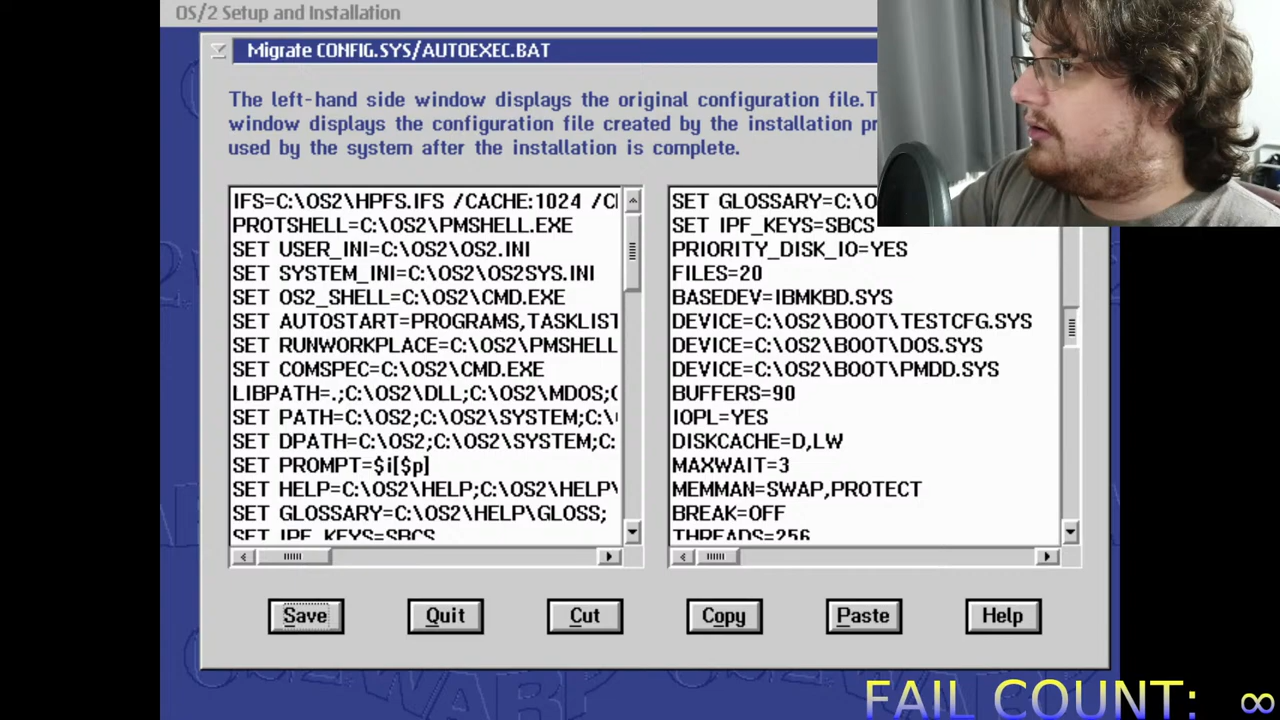 OS/2 Setup and Installation
Migrate CONFIG.SYS/AUTOEXEC.BAT
The left-hand side window displays the original configuration file.
window displays the configuration file created by the installation
used by the system after the installation is complete.
IFS=C:\OS2\HPFS.IFS /CACHE:1024
PROTSHELL=C:\OS2\PMSHELL.EXE
SET USER_INI=C:\OS2\OS2.INI
SET SYSTEM_INI=C:\OS2\OS2SYS.INI
SET OS2_SHELL=C:\OS2\CMD.EXE
SET AUTOSTART=PROGRAMS,TASKLIST
SET RUNWORKPLACE=C:\OS2\PMSHELL
SET COMSPEC=C:\OS2\CMD.EXE
LIBPATH=.;C:\OS2\DLL;C:\OS2\MDOS;
SET PATH=C:\OS2;C:\OS2\SYSTEM;C:\
SET DPATH=C:\OS2;C:\OS2\SYSTEM;C:
SET PROMPT=$i[$p]
SET HELP=C:\OS2\HELP;C:\OS2\HELP\
SET GLOSSARY=C:\OS2\HELP\GLOSS;
SET IPF_KEYS=SBCS
SET GLOSSARY=C:\O
SET IPF_KEYS=SBCS
PRIORITY_DISK_IO=YES
FILES=20
BASEDEV=IBMKBD.SYS
DEVICE=C:\OS2\BOOT\TESTCFG.SYS
DEVICE=C:\OS2\BOOT\DOS.SYS
DEVICE=C:\OS2\BOOT\PMDD.SYS
BUFFERS=90
IOPL=YES
DISKCACHE=D,LW
MAXWAIT=3
MEMMAN=SWAP,PROTECT
BREAK=OFF
THREADS=256
Save Quit Cut Copy Paste Help
FAIL COUNT: ∞